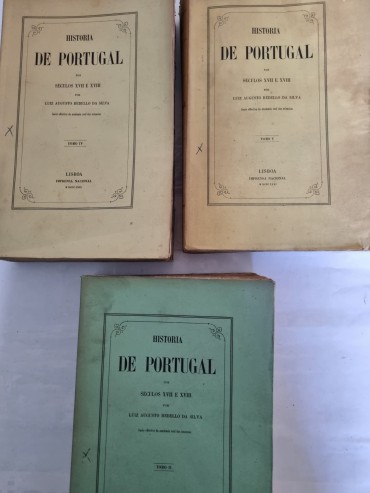 HISTORIA
DE PORTUGAL
NOS
SECULOS XVII E XVIII
POR
LUIZ AUGUSTO REBELLO DA SILVA
TOMO IV
LISBOA
IMPRENSA NACIONAL
HISTORIA
DE PORTUGAL
NOS
SECULOS XVII E XVIII
POR
LUIZ AUGUSTO REBELLO DA SILVA
TOMO V
LISBOA
IMPRENSA NACIONAL
HISTORIA
DE PORTUGAL
NOS
SECULOS XVII E XVIII
POR
LUIZ AUGUSTO REBELLO DA SILVA
TOMO II